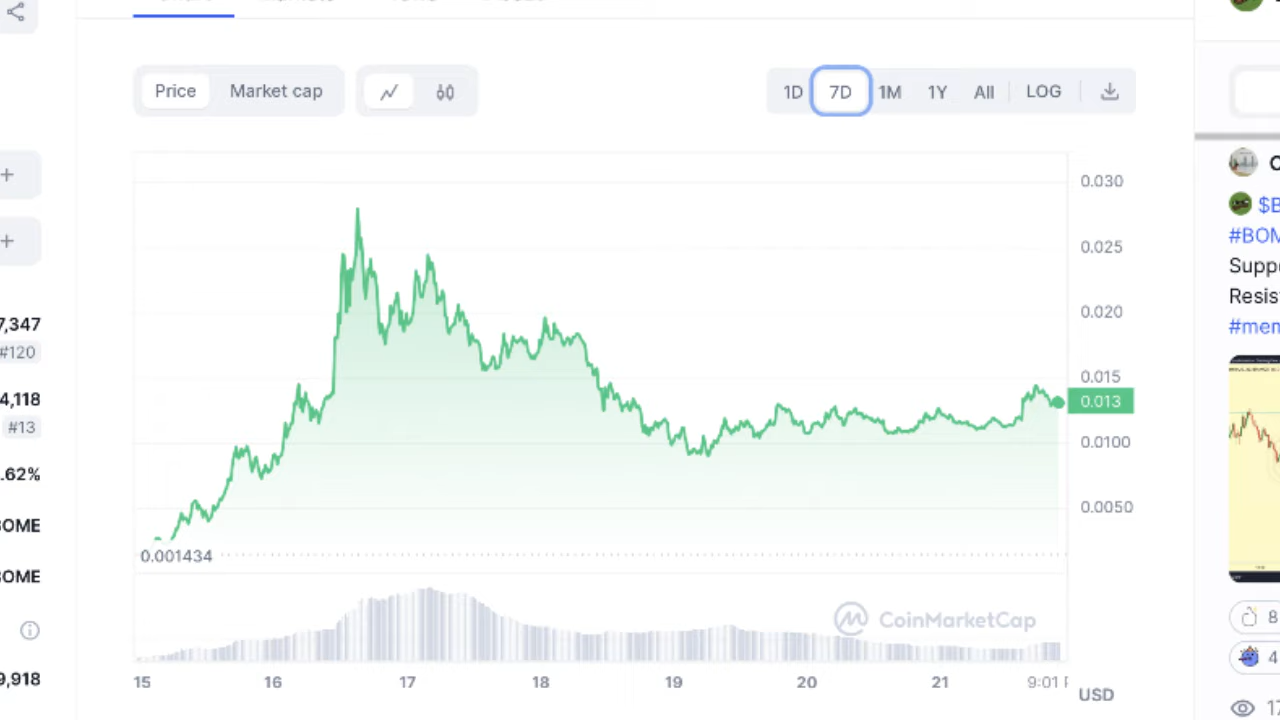 Price Market cap
1D 7D 1M 1Y All LOG
0.030
0.025
0.020
0.015
0.013
0.0100
0.0050
0.001434
CoinMarketCap
15 16 17 18 19 20 21 9:01
USD
+
+
7,347
#120
4,118
#13
.62%
BOME
BOME
9,918
$B
#BOM
Supp
Resis
#mem
8
4
17